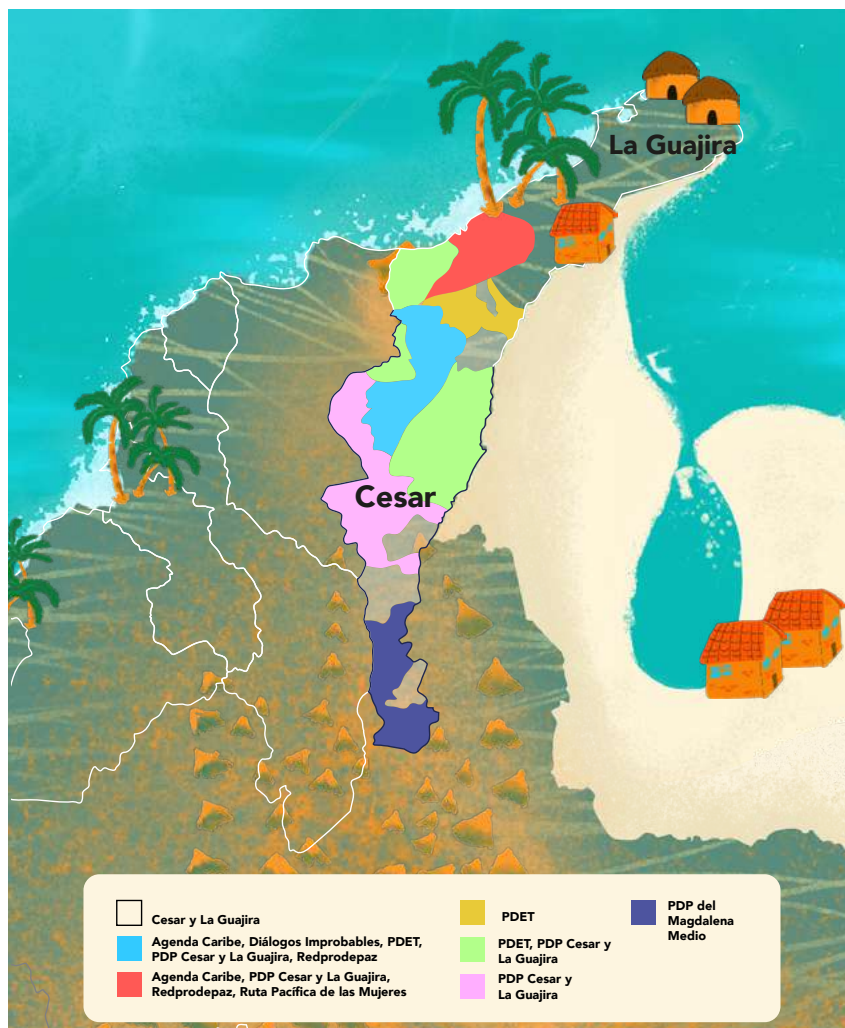 La Guajira
Cesar
Cesar y La Guajira
Agenda Caribe, Diálogos Improbables, PDET,
PDP Cesar y La Guajira, Redprodepaz
Agenda Caribe, PDP Cesar y La Guajira,
Redprodepaz, Ruta Pacífica de las Mujeres
PDET
PDET, PDP Cesar y
La Guajira
PDP Cesar y
La Guajira
PDP del
Magdalena
Medio